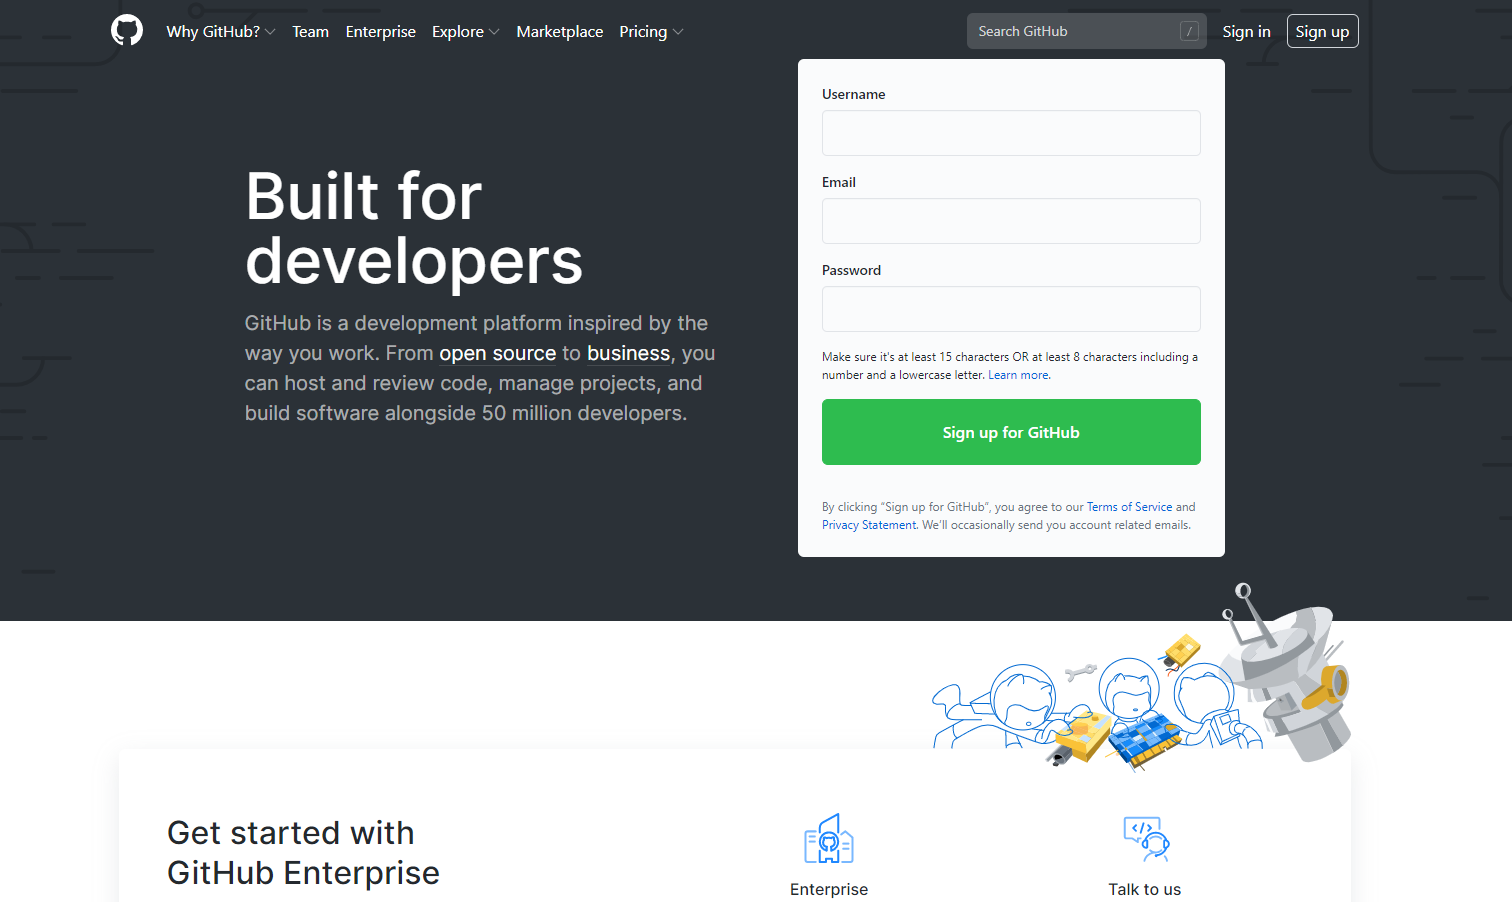 Why GitHub?
Team
Enterprise
Explore
Marketplace
Pricing
Search GitHub
/
Sign in
Sign up
Built for
developers
GitHub is a development platform inspired by the
way you work. From open source to business, you
can host and review code, manage projects, and
build software alongside 50 million developers.
Username
Email
Password
Make sure it's at least 15 characters OR at least 8 characters including a
number and a lowercase letter. Learn more.
Sign up for GitHub
By clicking “Sign up for GitHub”, you agree to our Terms of Service and
Privacy Statement. We’ll occasionally send you account related emails.
Get started with
GitHub Enterprise
Enterprise
</>
Talk to us